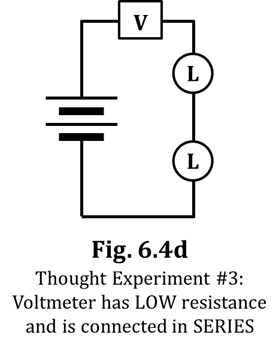 V
L
L
Fig. 6.4d
Thought Experiment #3:
Voltmeter has LOW resistance
and is connected in SERIES